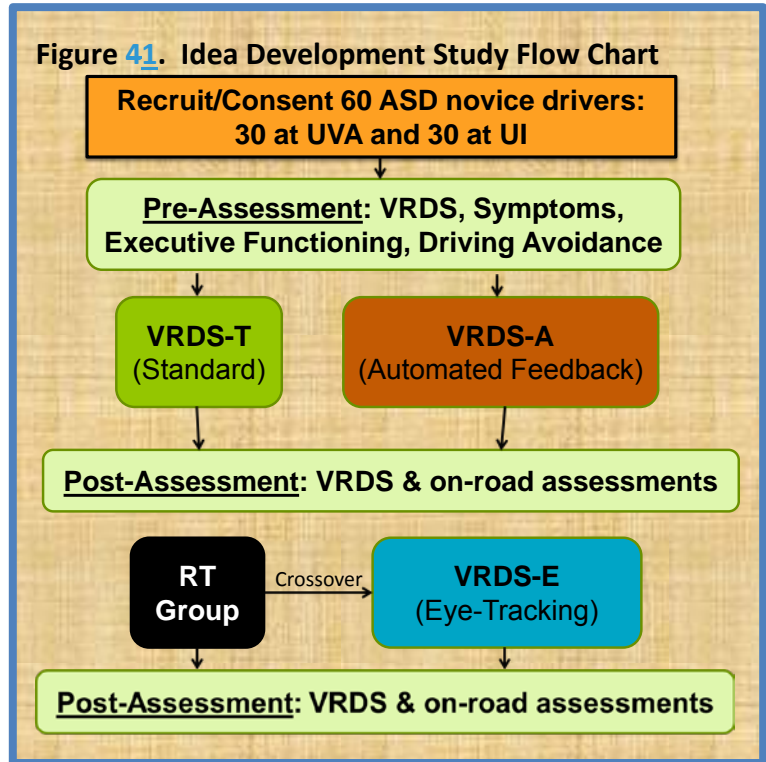 Figure 41. Idea Development Study Flow Chart
Recruit/Consent 60 ASD novice drivers:
30 at UVA and 30 at UI
Pre-Assessment: VRDS, Symptoms,
Executive Functioning, Driving Avoidance
VRDS-T
(Standard)
VRDS-A
(Automated Feedback)
Post-Assessment: VRDS & on-road assessments
RT
Group
Crossover
VRDS-E
(Eye-Tracking)
Post-Assessment: VRDS & on-road assessments